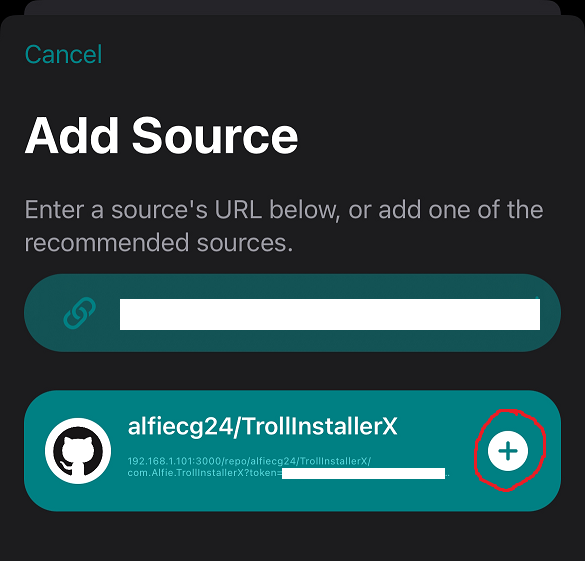 Cancel
Add Source
Enter a source's URL below, or add one of the
recommended sources.
alfiecg24/TrollInstallerX
192.168.1.101:3000/repo/alfiecg24/TrollInstallerX/
com.Alfie.TrollInstallerX?token=
..